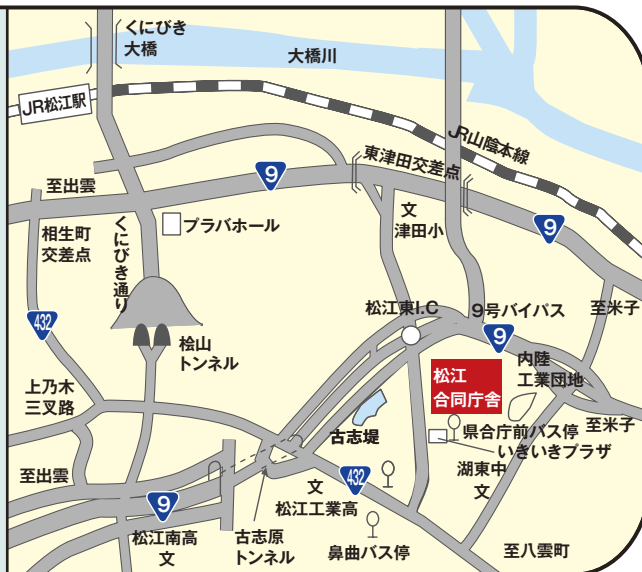 くにびき
大橋
大橋川
JR松江駅
JR山陰本線
東津田交差点
9
至出雲
文
津田小
プラバホール
相生町
交差点
くにびき通り
9
432
松江東I.C
9号バイパス
至米子
9
桧山
トンネル
松江
合同庁舎
内陸
工業団地
上乃木
三叉路
至米子
古志堤
県合庁前バス停
いきいきプラザ
湖東中
文
至出雲
432
文
松江工業高
9
松江南高
文
古志原
トンネル
鼻曲バス停
至八雲町